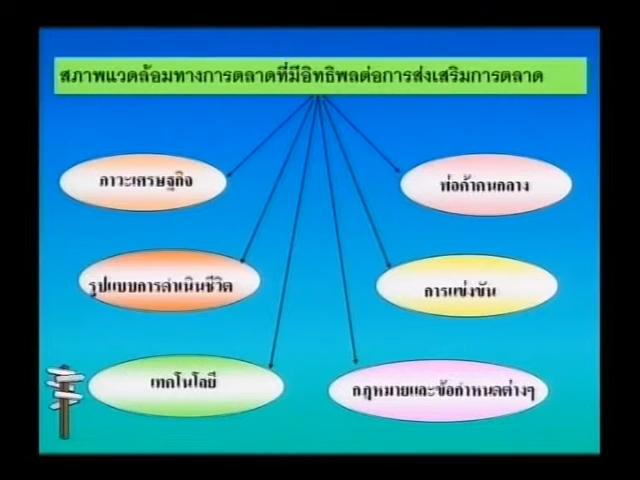 สภาพแวดล้อมทางการตลาดที่มีอิทธิพลต่อการส่งเสริมการตลาด
ภาวะเศรษฐกิจ
พ่อค้าคนกลาง
รูปแบบการดำเนินชีวิต
การแข่งขัน
เทคโนโลยี
กฎหมายและข้อกำหนดต่างๆ